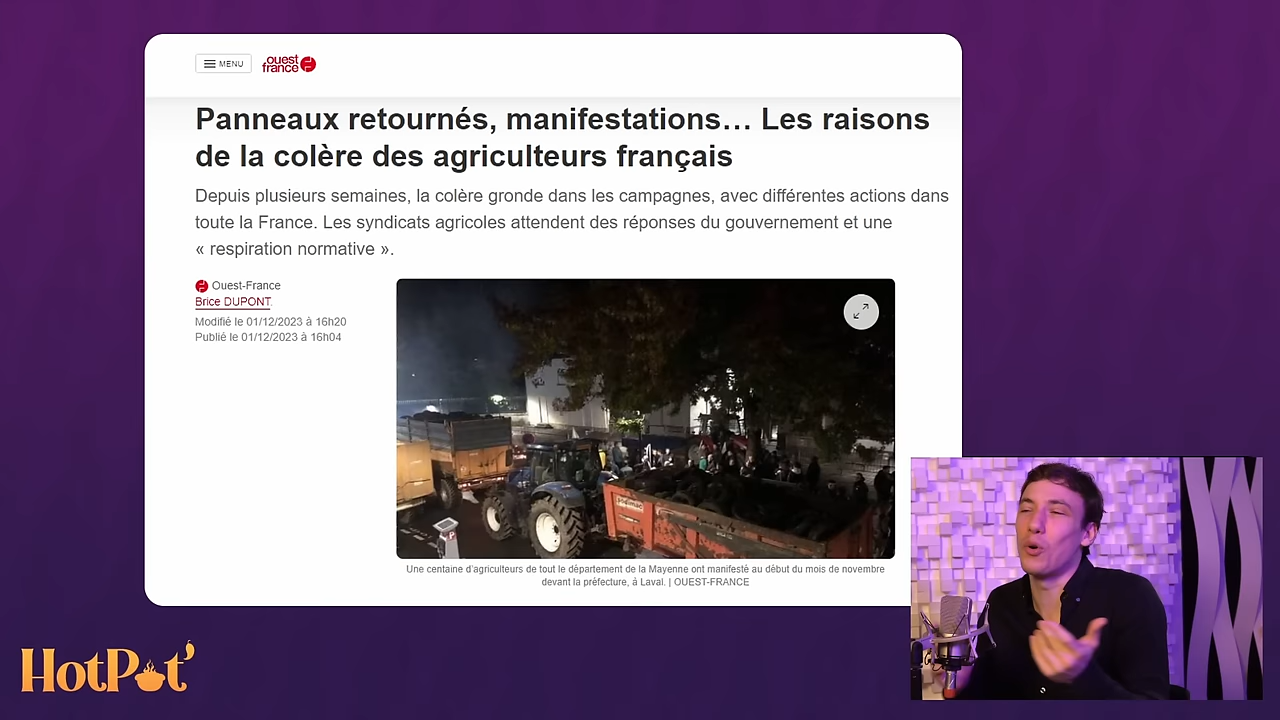 MENU
ouest
france
Panneaux retournés, manifestations… Les raisons
de la colère des agriculteurs français
Depuis plusieurs semaines, la colère gronde dans les campagnes, avec différentes actions dans
toute la France. Les syndicats agricoles attendent des réponses du gouvernement et une
« respiration normative ».
Ouest-France
Brice DUPONT.
Modifié le 01/12/2023 à 16h20
Publié le 01/12/2023 à 16h04
P
Une centaine d'agriculteurs de tout le département de la Mayenne ont manifesté au début du mois de novembre
devant la préfecture, à Laval. | OUEST-FRANCE
HotPot'